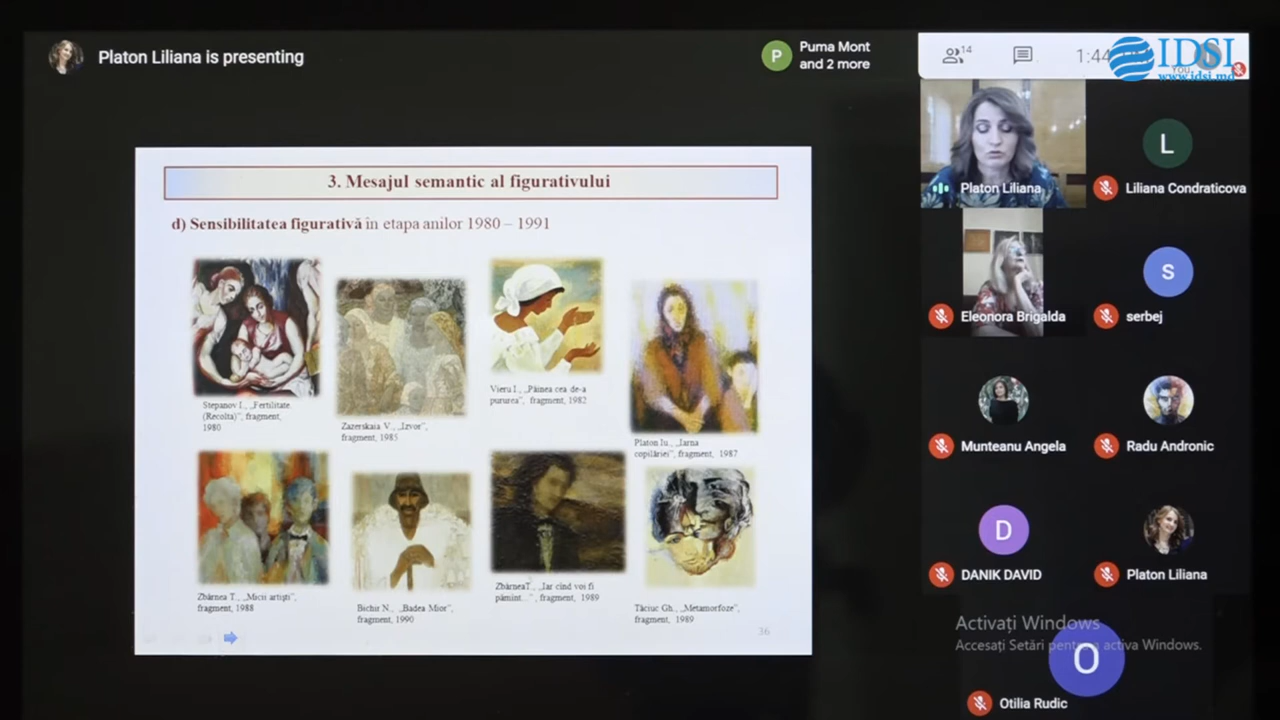 Platon Liliana is presenting
P
Puma Mont
and 2 more
14
1:44
IDSI
www.idsi.md
You
3. Mesajul semantic al figurativului
d) Sensibilitatea figurativă în etapa anilor 1980 – 1991
Stepanov I., „Fertilitate.
(Recolta)”, fragment,
1980
Zazerskaia V., „Izvor”,
fragment, 1985
Vieru I., „Pâinea cea de-a
pururea”, fragment, 1982
Platon Iu., „Iarna
copilăriei”, fragment, 1987
Zbârnea T., „Micii artiști”,
fragment, 1988
Bichir N., „Badea Mior”,
fragment, 1990
ZbârneaT., „Iar cînd voi fi
pămînt...”, fragment, 1989
Tăciuc Gh., „Metamorfoze”,
fragment, 1989
36
Platon Liliana
L
Liliana Condraticova
Eleonora Brigalda
S
serbej
Munteanu Angela
Radu Andronic
D
DANIK DAVID
Platon Liliana
Activați Windows
Accesați Setări pentru a activa Windows.
O
Otilia Rudic